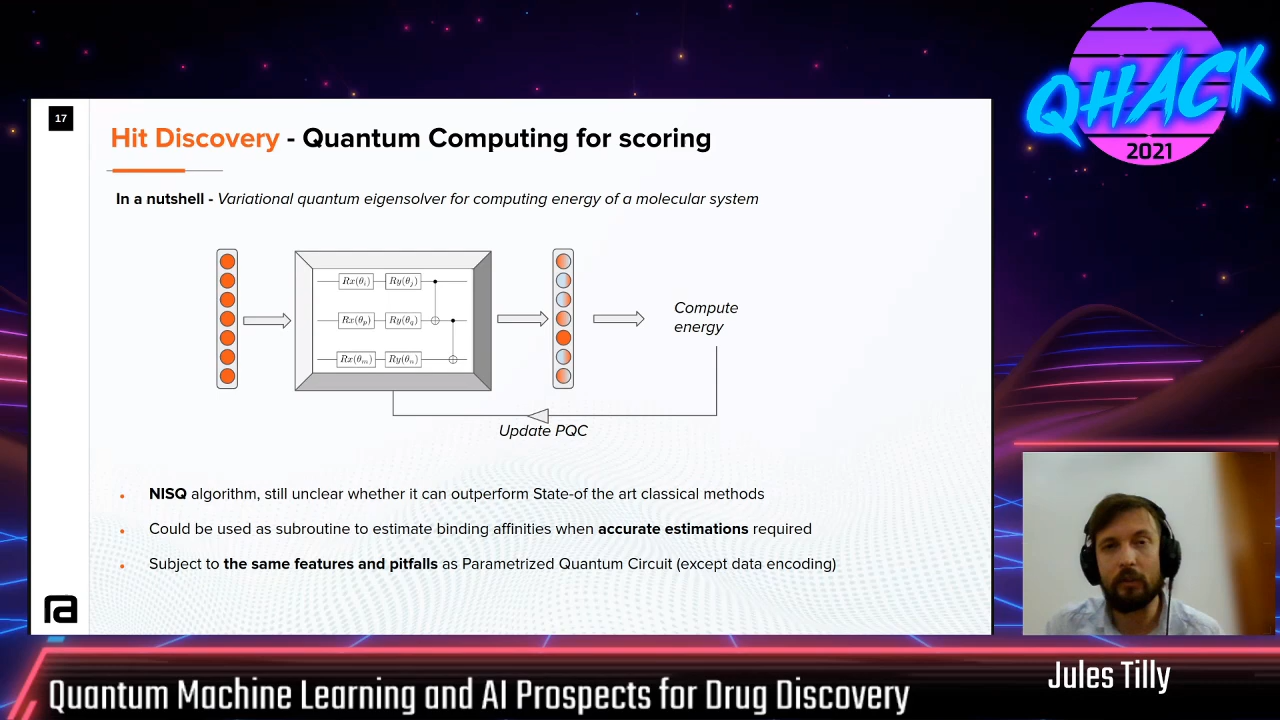 17
Hit Discovery - Quantum Computing for scoring
In a nutshell - Variational quantum eigensolver for computing energy of a molecular system
Rx(θi) Ry(θj)
Rx(θp) Ry(θq)
Rx(θm) Ry(θn)
Compute
energy
Update PQC
• NISQ algorithm, still unclear whether it can outperform State-of the art classical methods
• Could be used as subroutine to estimate binding affinities when accurate estimations required
• Subject to the same features and pitfalls as Parametrized Quantum Circuit (except data encoding)
ra
QHACK
2021
Jules Tilly
Quantum Machine Learning and AI Prospects for Drug Discovery